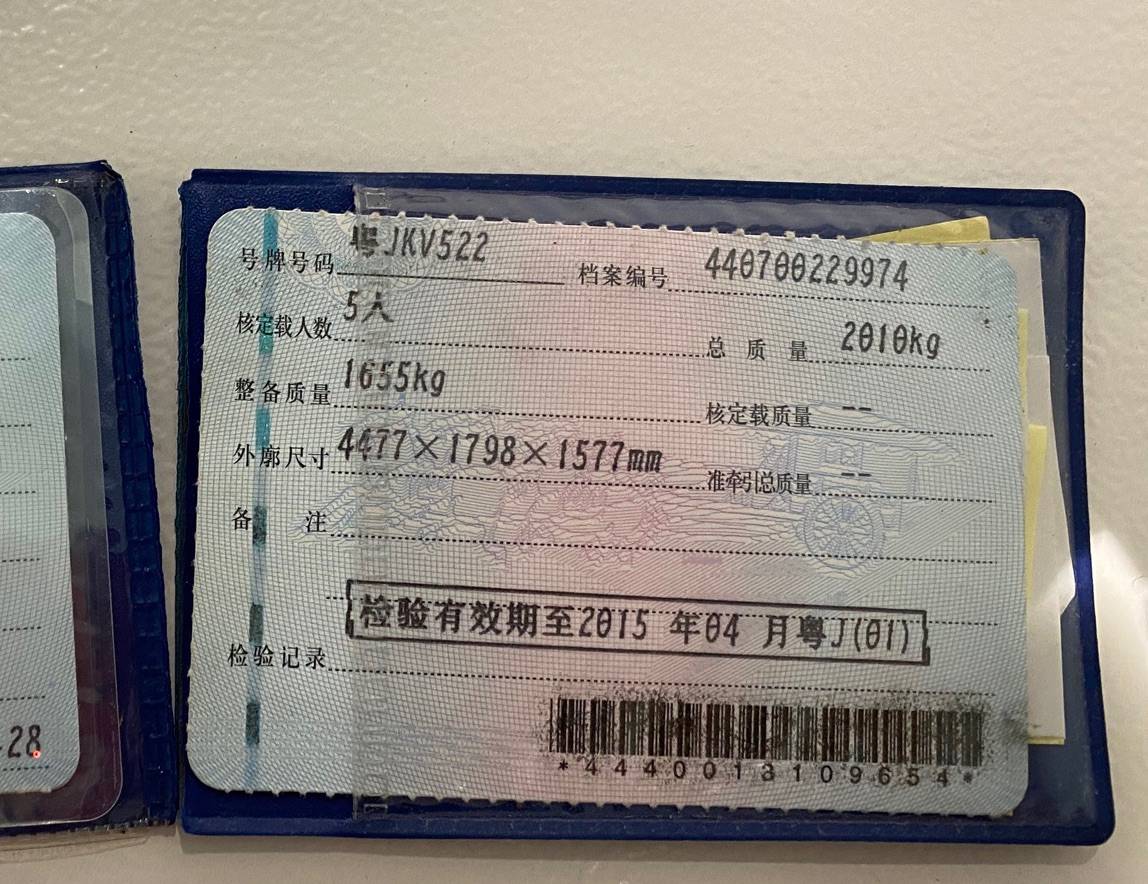 28
号牌号码 粤JKV522 档案编号 440700229974
核定载人数 5人 总质量 2010kg
整备质量 1655kg 核定载质量 --
外廓尺寸 4477×1798×1577mm 准牵引总质量 --
备注
检验有效期至2015 年04 月粤J(01)
检验记录
*4440013109654*